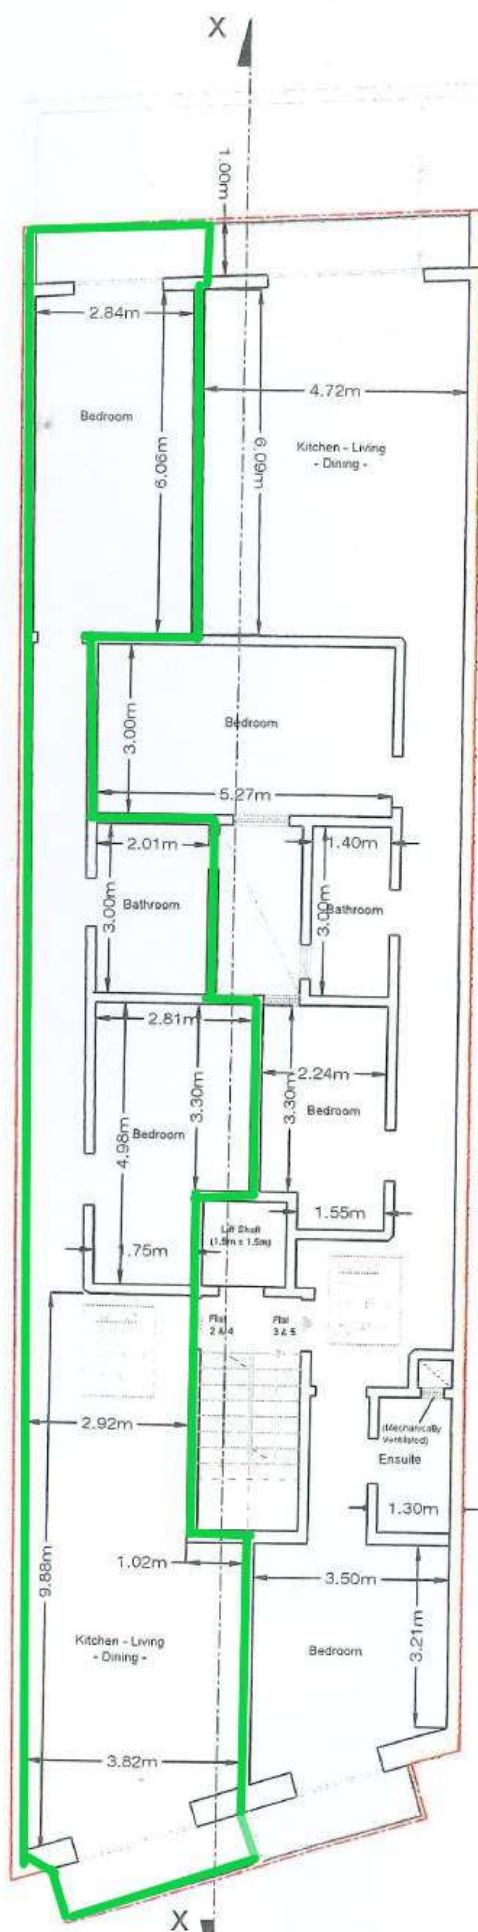 X
1.00m
2.84m
4.72m
Bedroom
Kitchen - Living
- Dining -
6.06m
6.09m
Bedroom
3.00m
5.27m
2.01m
1.40m
Bathroom
3.00m
Bathroom
3.00m
2.81m
2.24m
3.30m
3.30m
Bedroom
4.98m
Bedroom
1.55m
Lift Shaft
(1.5m x 1.5m)
1.75m
Flat
2 & 4
Flat
3 & 5
2.92m
(Mechanically
Ventilated)
Ensuite
1.30m
1.02m
3.50m
9.88m
3.21m
Kitchen - Living
- Dining -
Bedroom
3.82m
X